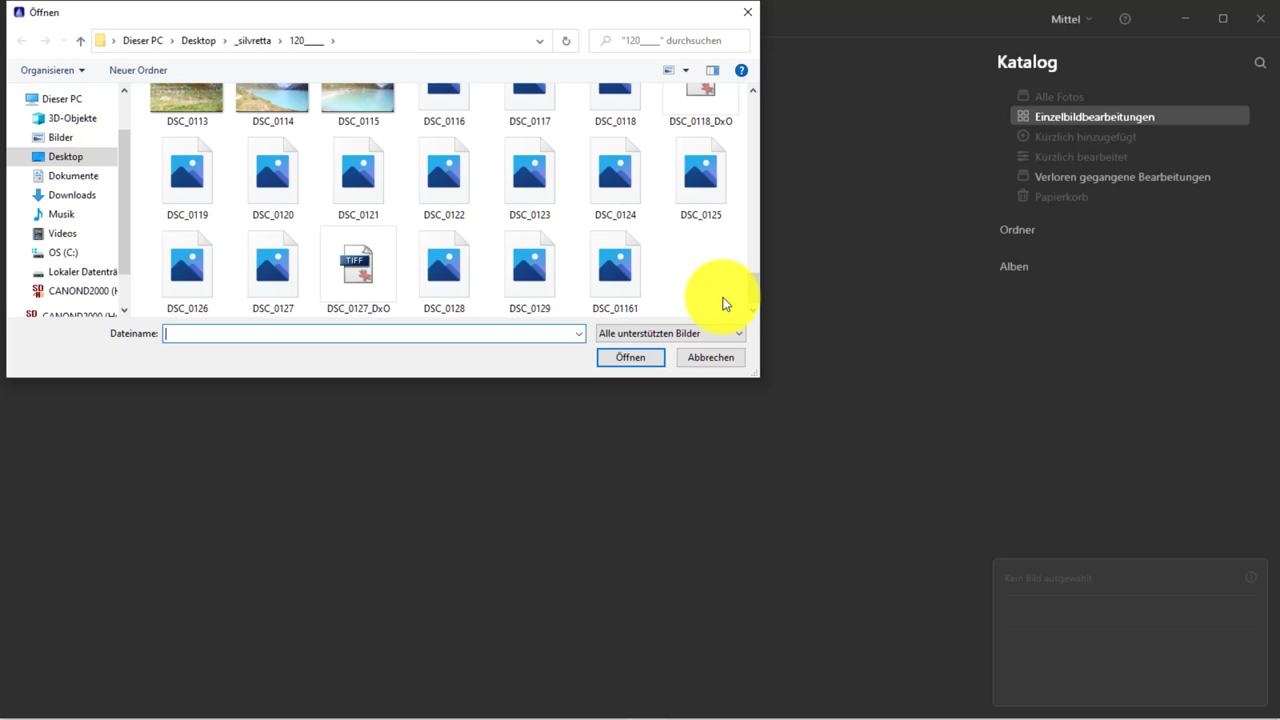 Öffnen
Dieser PC
Desktop
_silvretta
120____
"120____" durchsuchen
Organisieren
Neuer Ordner
Dieser PC
3D-Objekte
Bilder
Desktop
Dokumente
Downloads
Musik
Videos
OS (C:)
Lokaler Datenträ
CANOND2000 (H
CANOND2000 (H
DSC_0113
DSC_0114
DSC_0115
DSC_0116
DSC_0117
DSC_0118
DSC_0118_DxO
DSC_0119
DSC_0120
DSC_0121
DSC_0122
DSC_0123
DSC_0124
DSC_0125
TIFF
DSC_0126
DSC_0127
DSC_0127_DxO
DSC_0128
DSC_0129
DSC_01161
Dateiname:
Alle unterstützten Bilder
Öffnen
Abbrechen
Mittel
Katalog
Alle Fotos
Einzelbildbearbeitungen
Kürzlich hinzugefügt
Kürzlich bearbeitet
Verloren gegangene Bearbeitungen
Papierkorb
Ordner
Alben
Kein Bild ausgewählt